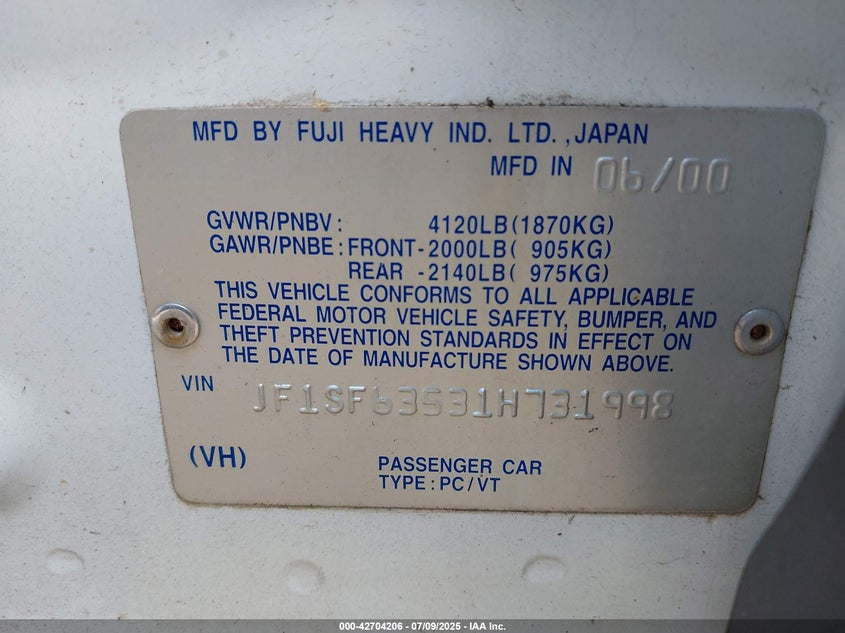 MFD BY FUJI HEAVY IND. LTD., JAPAN
MFD IN 06/00
GVWR/PNBV: 4120LB(1870KG)
GAWR/PNBE: FRONT-2000LB( 905KG)
REAR -2140LB( 975KG)
THIS VEHICLE CONFORMS TO ALL APPLICABLE
FEDERAL MOTOR VEHICLE SAFETY, BUMPER, AND
THEFT PREVENTION STANDARDS IN EFFECT ON
THE DATE OF MANUFACTURE SHOWN ABOVE.
VIN JF1SF63531H731998
(VH) PASSENGER CAR
TYPE: PC/VT
000-42704206 - 07/09/2025 - IAA Inc.